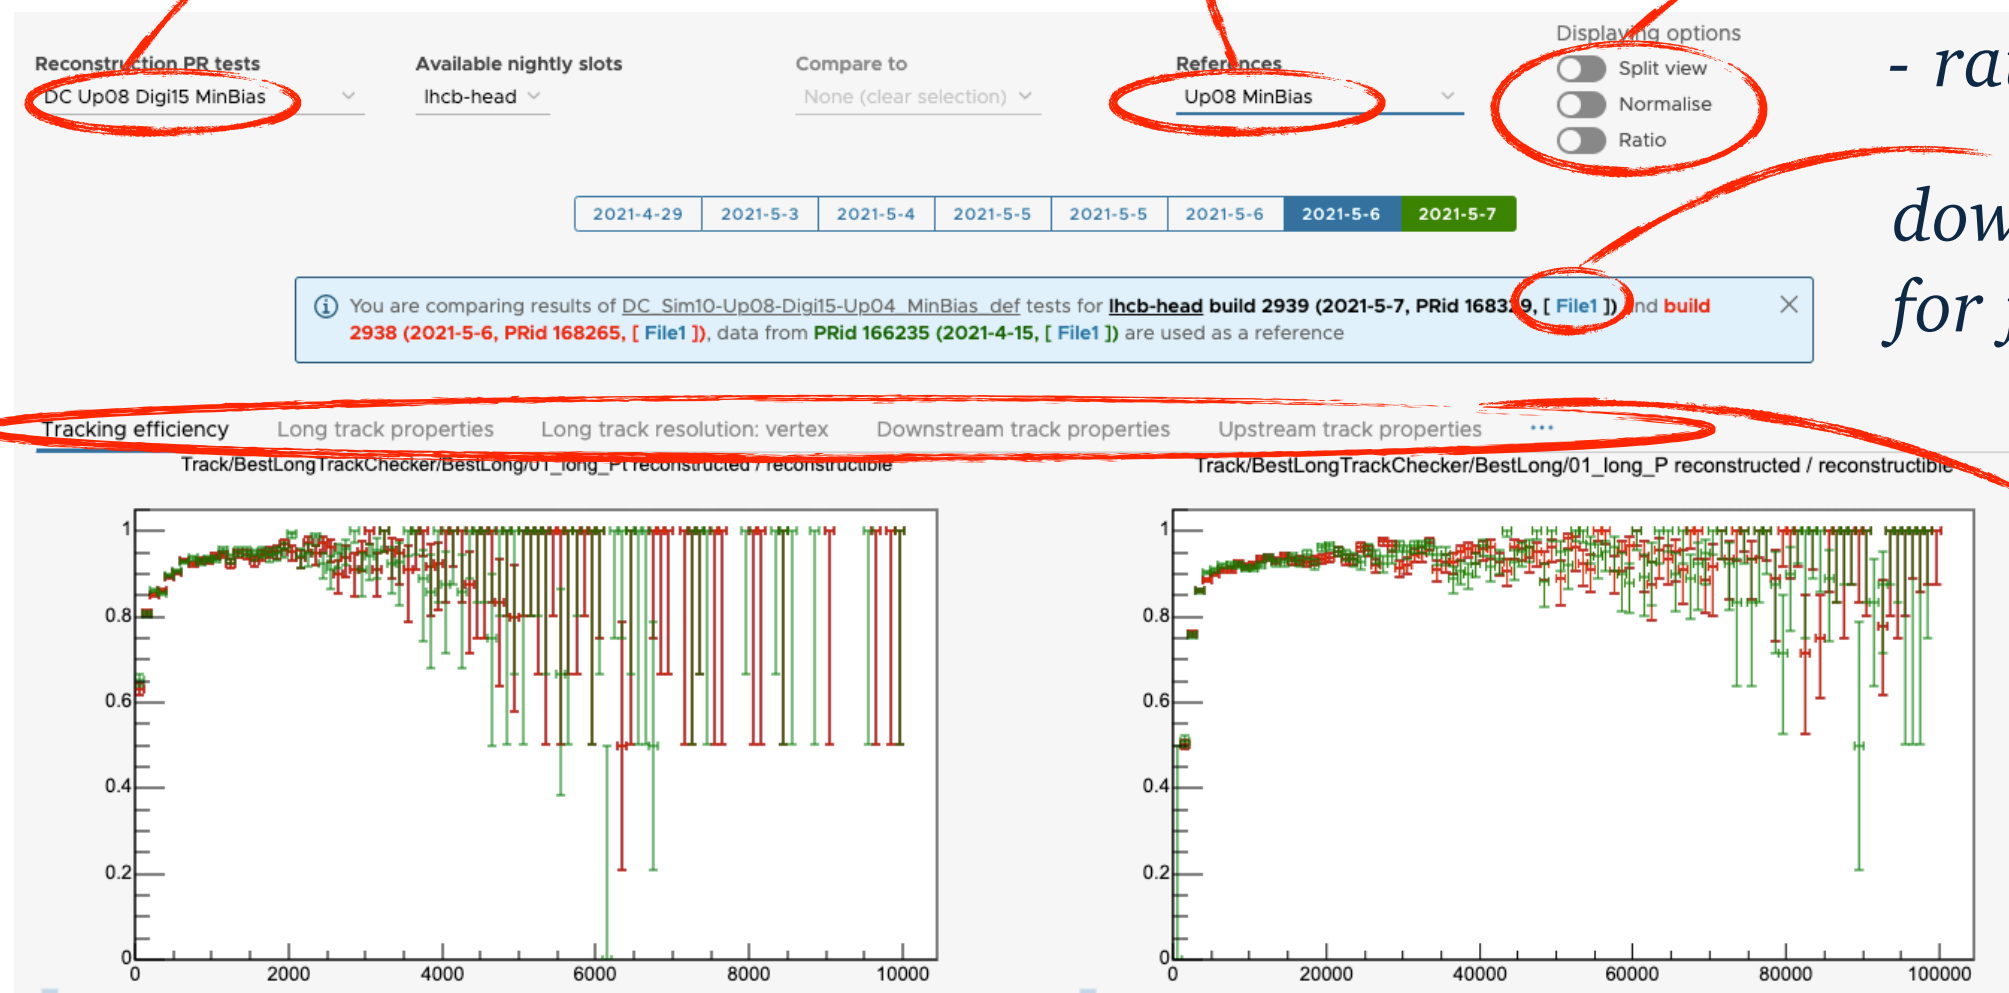 Displaying options
Reconstruction PR tests
Available nightly slots
Compare to
References
DC Up08 Digi15 MinBias
lhcb-head
None (clear selection)
Up08 MinBias
Split view
Normalise
Ratio
2021-4-29
2021-5-3
2021-5-4
2021-5-5
2021-5-5
2021-5-6
2021-5-6
2021-5-7
You are comparing results of DC_Sim10-Up08-Digi15-Up04_MinBias_def tests for lhcb-head build 2939 (2021-5-7, PRid 168329, [ File1 ]) and build
2938 (2021-5-6, PRid 168265, [ File1 ]), data from PRid 166235 (2021-4-15, [ File1 ]) are used as a reference
for
Tracking efficiency
Long track properties
Long track resolution: vertex
Downstream track properties
Upstream track properties
...
Track/BestLongTrackChecker/BestLong/01_long_Pt reconstructed / reconstructible
1
0.8
0.6
0.4
0.2
0
0 2000 4000 6000 8000 10000
Track/BestLongTrackChecker/BestLong/01_long_P reconstructed / reconstructible
1
0.8
0.6
0.4
0.2
0
0 20000 40000 60000 80000 100000